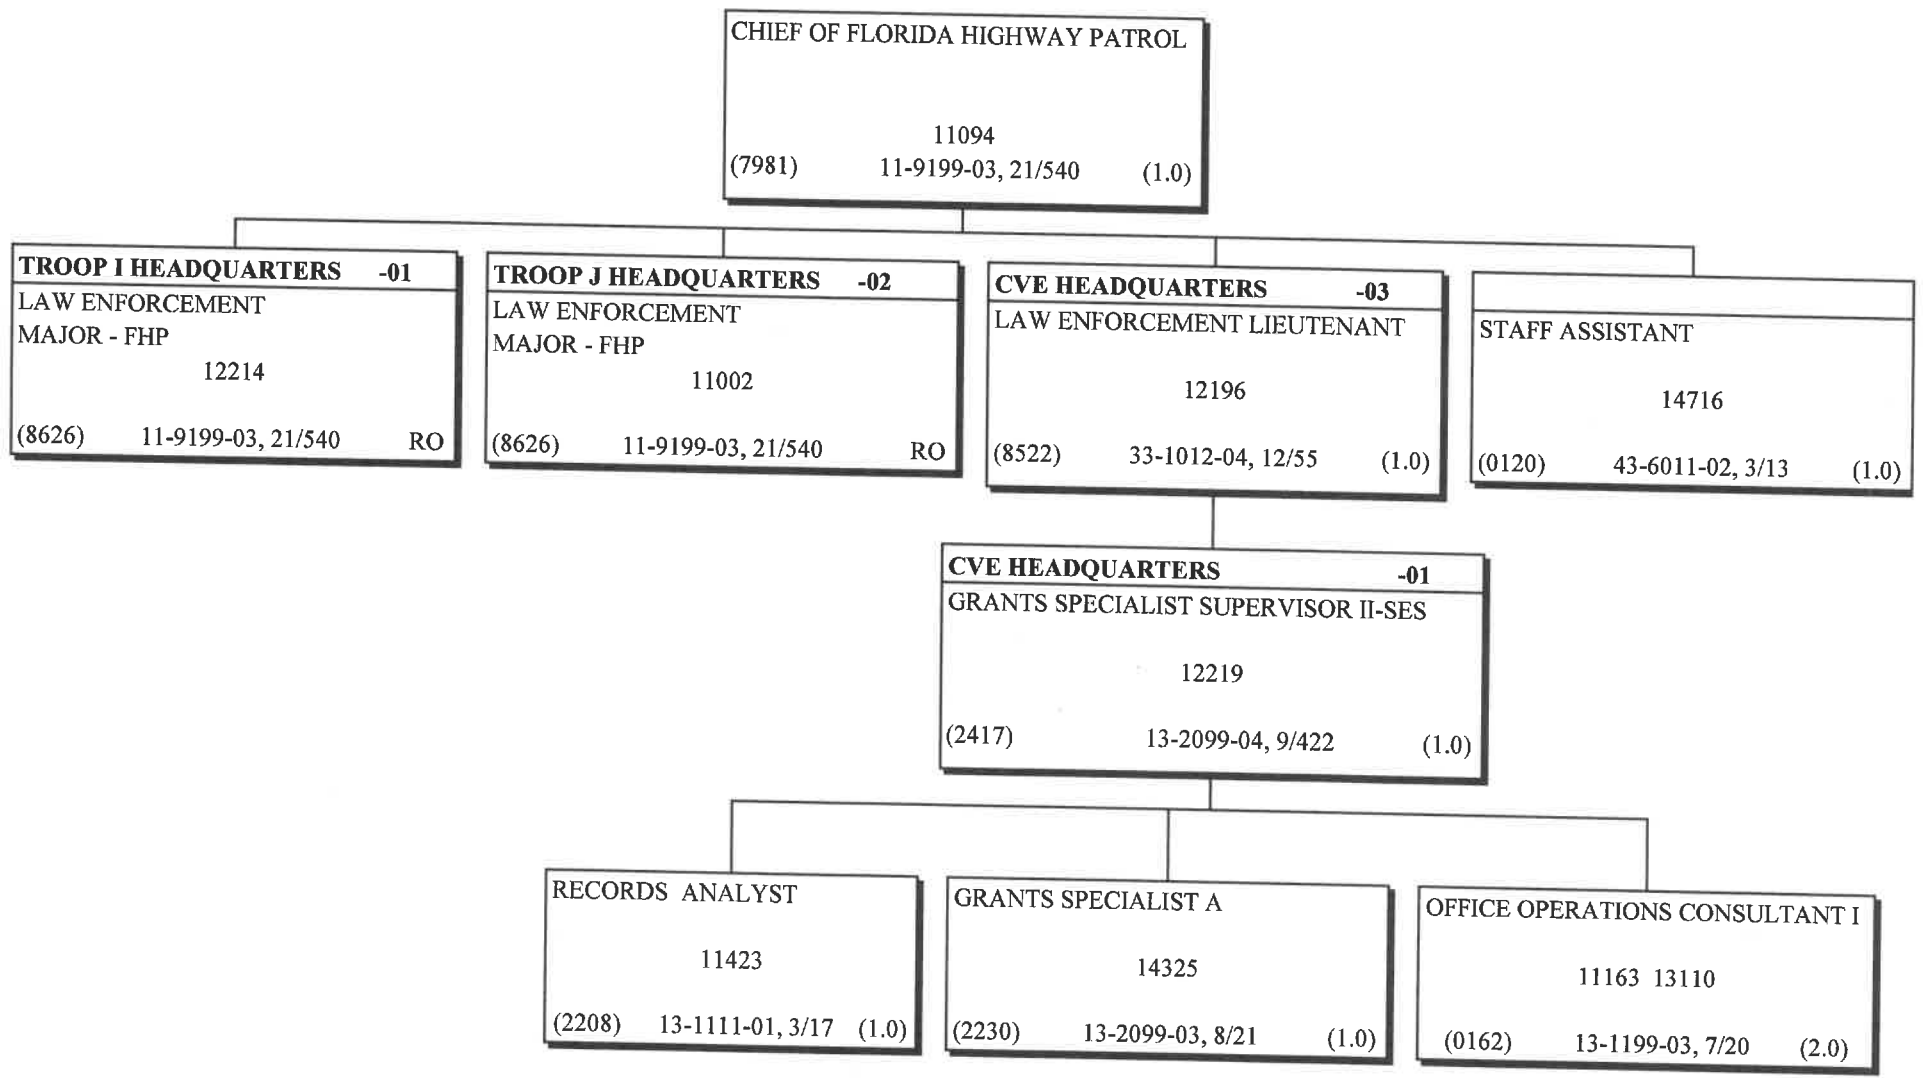 CHIEF OF FLORIDA HIGHWAY PATROL
11094
(7981) 11-9199-03, 21/540 (1.0)
TROOP I HEADQUARTERS -01
LAW ENFORCEMENT
MAJOR - FHP
12214
(8626) 11-9199-03, 21/540 RO
TROOP J HEADQUARTERS -02
LAW ENFORCEMENT
MAJOR - FHP
11002
(8626) 11-9199-03, 21/540 RO
CVE HEADQUARTERS -03
LAW ENFORCEMENT LIEUTENANT
12196
(8522) 33-1012-04, 12/55 (1.0)
STAFF ASSISTANT
14716
(0120) 43-6011-02, 3/13 (1.0)
CVE HEADQUARTERS -01
GRANTS SPECIALIST SUPERVISOR II-SES
12219
(2417) 13-2099-04, 9/422 (1.0)
RECORDS ANALYST
11423
(2208) 13-1111-01, 3/17 (1.0)
GRANTS SPECIALIST A
14325
(2230) 13-2099-03, 8/21 (1.0)
OFFICE OPERATIONS CONSULTANT I
11163 13110
(0162) 13-1199-03, 7/20 (2.0)